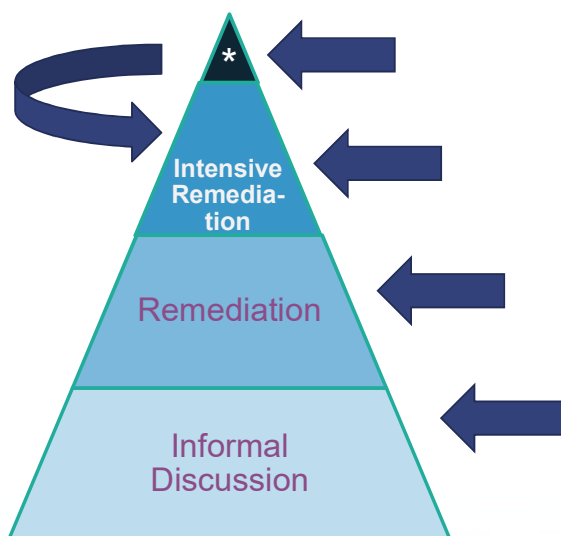 *
Intensive
Remedia-
tion
Remediation
Informal
Discussion